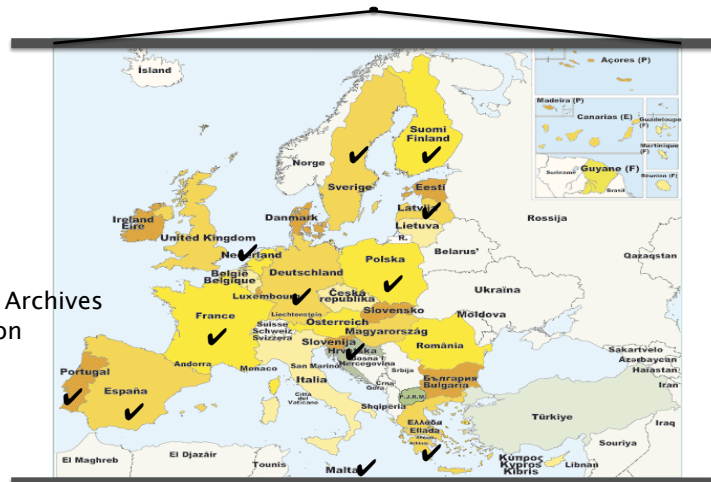 Ísland
Açores (P)
Madeira (P)
Canarias (E)
Guadeloupe (F)
Martinique (F)
Guyane (F)
Réunion (F)
Suriname
Brasil
Suomi
Finland
Norge
Sverige
Eesti
Latvija
Lietuva
R.
Rossija
Danmark
Ireland
Eire
United Kingdom
Nederland
België
Belgique
Deutschland
Polska
Belarus'
Qazaqstan
Luxembourg
Česká
republika
Ukraïna
Archives
on
Slovensko
Moldova
France
Liechtenstein
Österreich
Suisse
Schweiz
Svizzera
Magyarország
România
Slovenija
Hrvatska
Bosna i
Hercegovina
Srbija
Sakartvelo
Azərbaycan
Haïastan
Iran
Andorra
Monaco
San Marino
Italia
Crna
Gora
България
Bulgaria
Portugal
España
Città
del
Vaticano
Shqipëria
P.J.R.M.
Türkiye
Ελλάδα
Ellada
Iraq
Souriya
Κύπρος
Kypros
Kibris
Libnan
El Maghreb
El Djazàir
Tounis
Malta